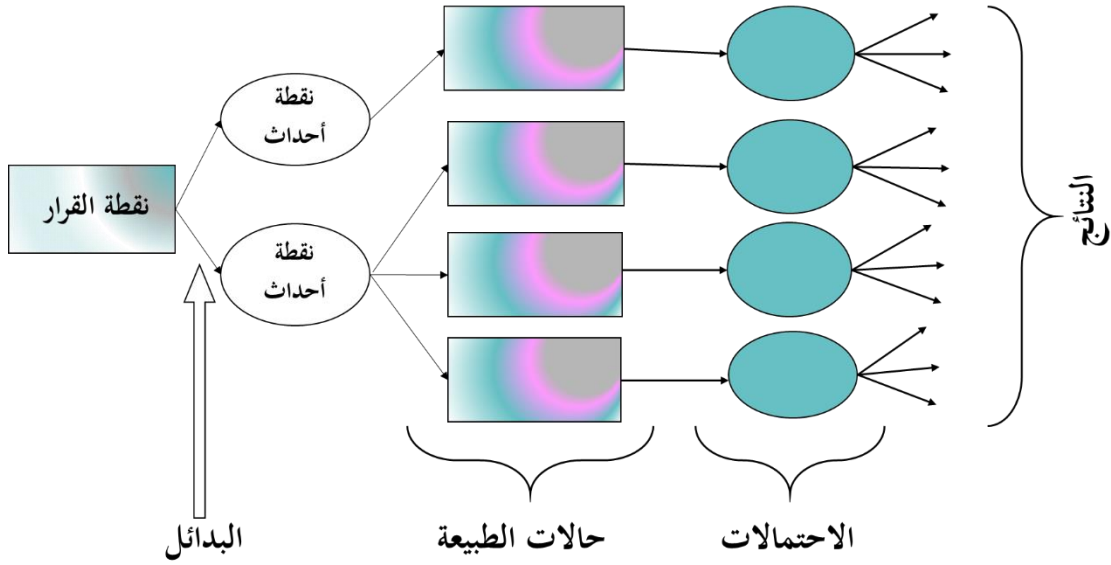 نقطة
أحداث
نقطة القرار
نقطة
أحداث
النتائج
البدائل
حالات الطبيعة
الاحتمالات